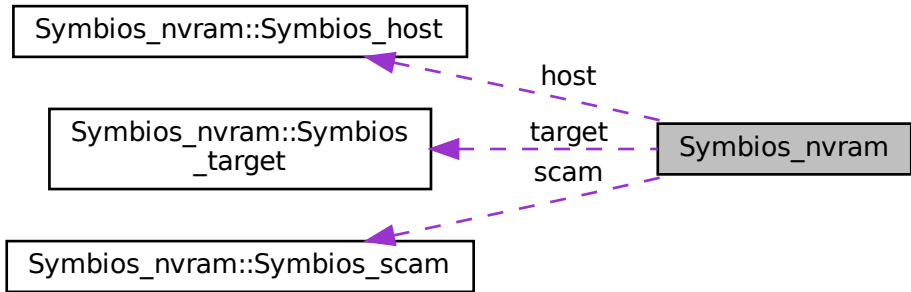 Symbios_nvram::Symbios_host
host
Symbios_nvram::Symbios
_target
target
Symbios_nvram
scam
Symbios_nvram::Symbios_scam